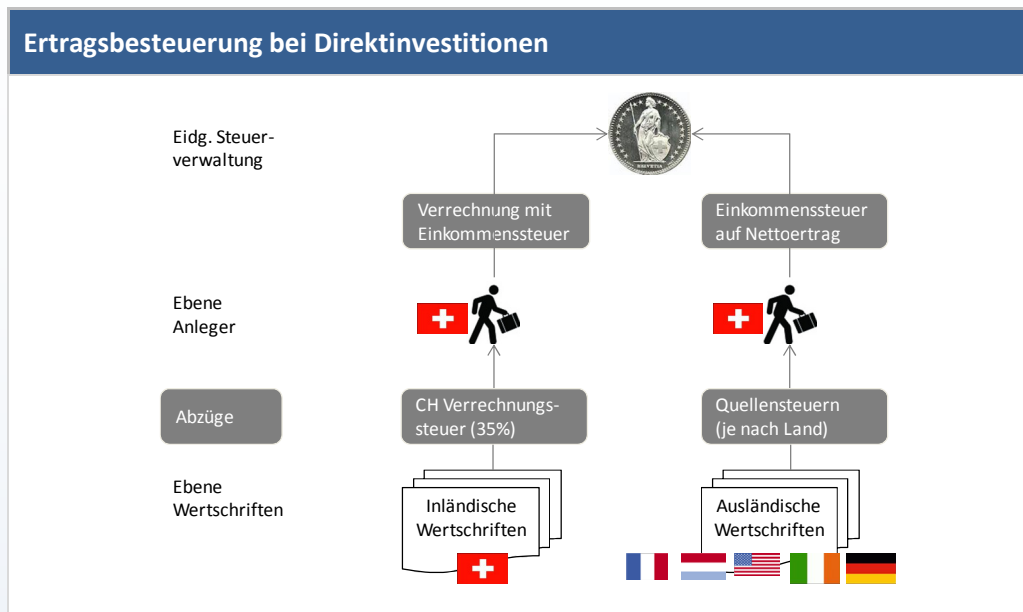 Ertragsbesteuerung bei Direktinvestitionen
Eidg. Steuer-
verwaltung
HELVETIA
Verrechnung mit
Einkommenssteuer
Einkommenssteuer
auf Nettoertrag
Ebene
Anleger
Abzüge
CH Verrechnungs-
steuer (35%)
Quellensteuern
(je nach Land)
Ebene
Wertschriften
Inländische
Wertschriften
Ausländische
Wertschriften